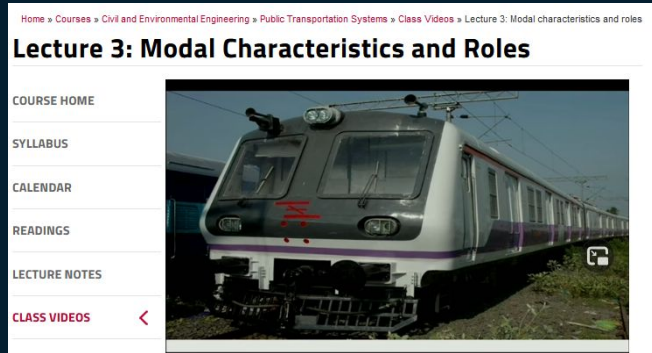 Home » Courses » Civil and Environmental Engineering » Public Transportation Systems » Class Videos » Lecture 3: Modal characteristics and roles
Lecture 3: Modal Characteristics and Roles
COURSE HOME
SYLLABUS
CALENDAR
READINGS
LECTURE NOTES
CLASS VIDEOS